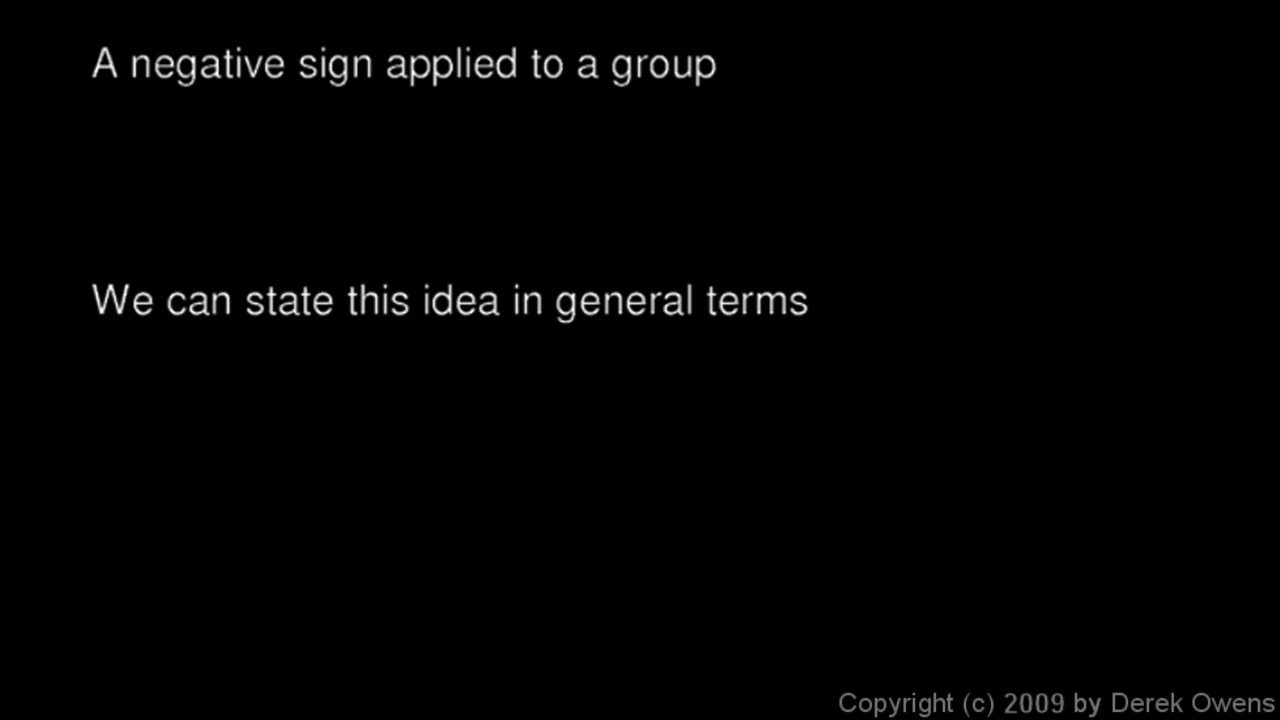 A negative sign applied to a group
We can state this idea in general terms
Copyright (c) 2009 by Derek Owens